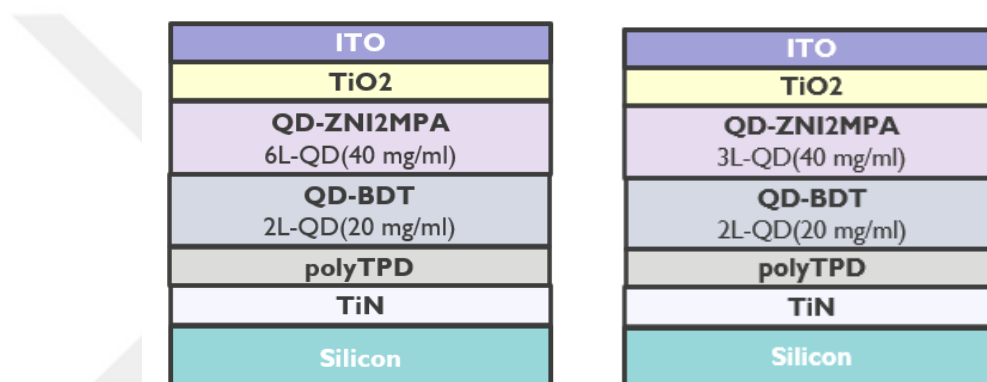 ITO
TiO2
QD-ZNI2MPA
6L-QD(40 mg/ml)
QD-BDT
2L-QD(20 mg/ml)
polyTPD
TiN
Silicon
ITO
TiO2
QD-ZNI2MPA
3L-QD(40 mg/ml)
QD-BDT
2L-QD(20 mg/ml)
polyTPD
TiN
Silicon